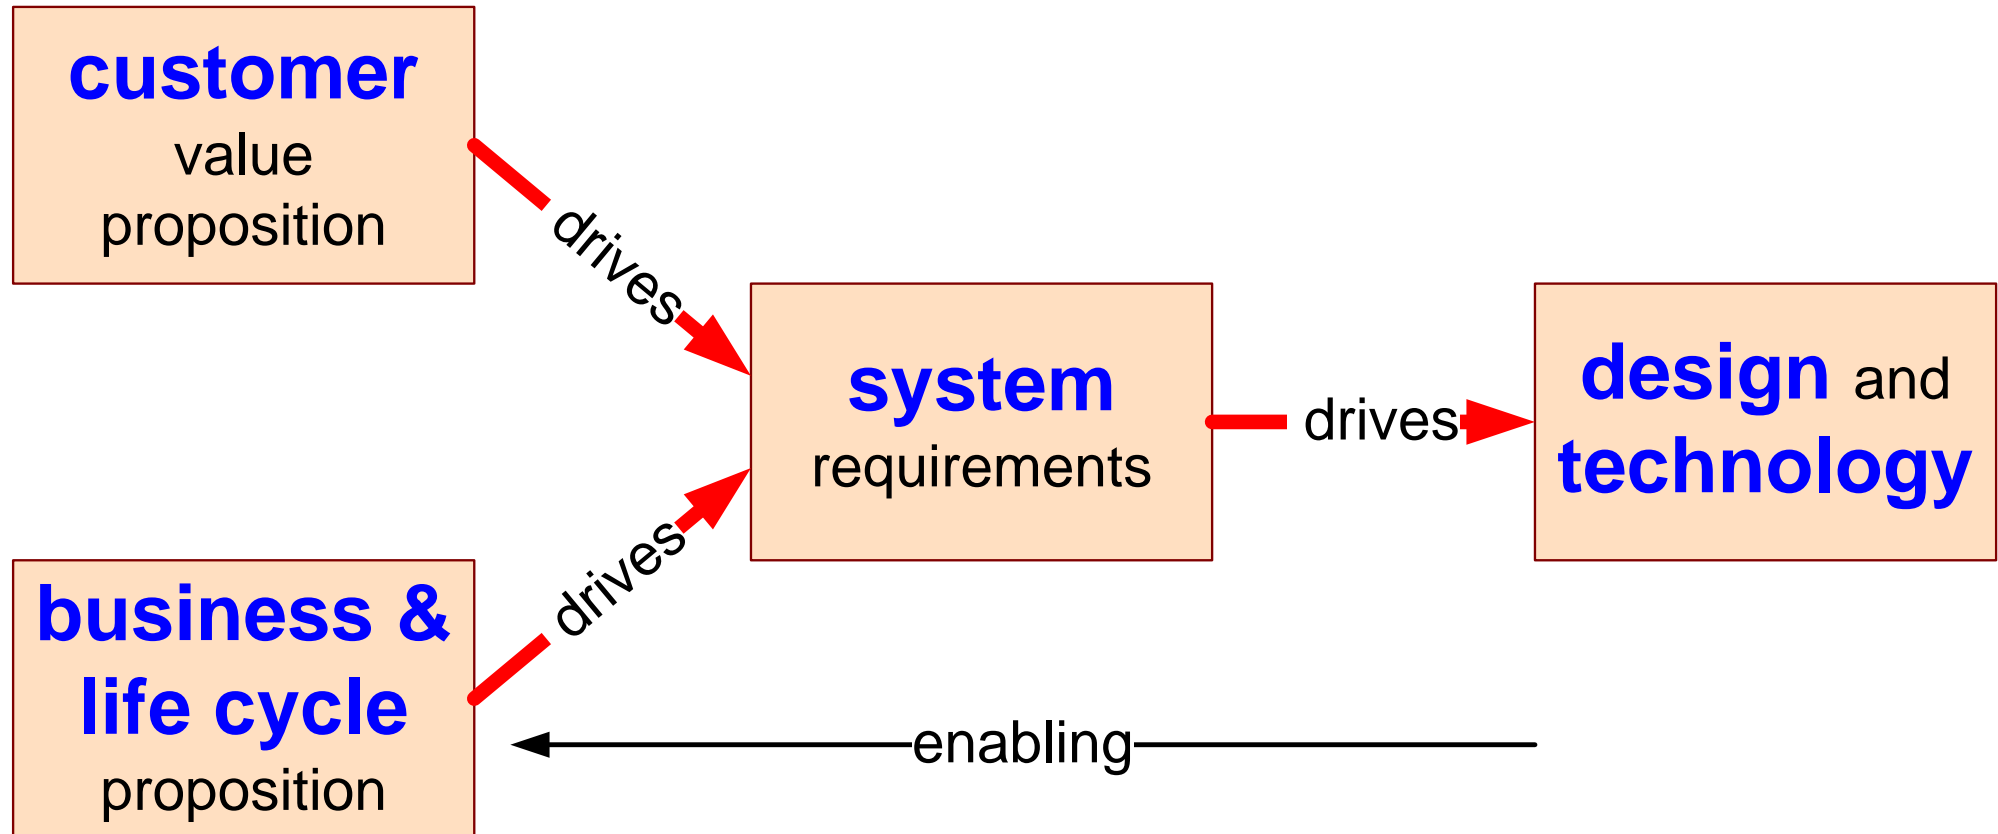 customer
value
proposition
drives
system
requirements
drives
design and
technology
drives
business &
life cycle
proposition
enabling